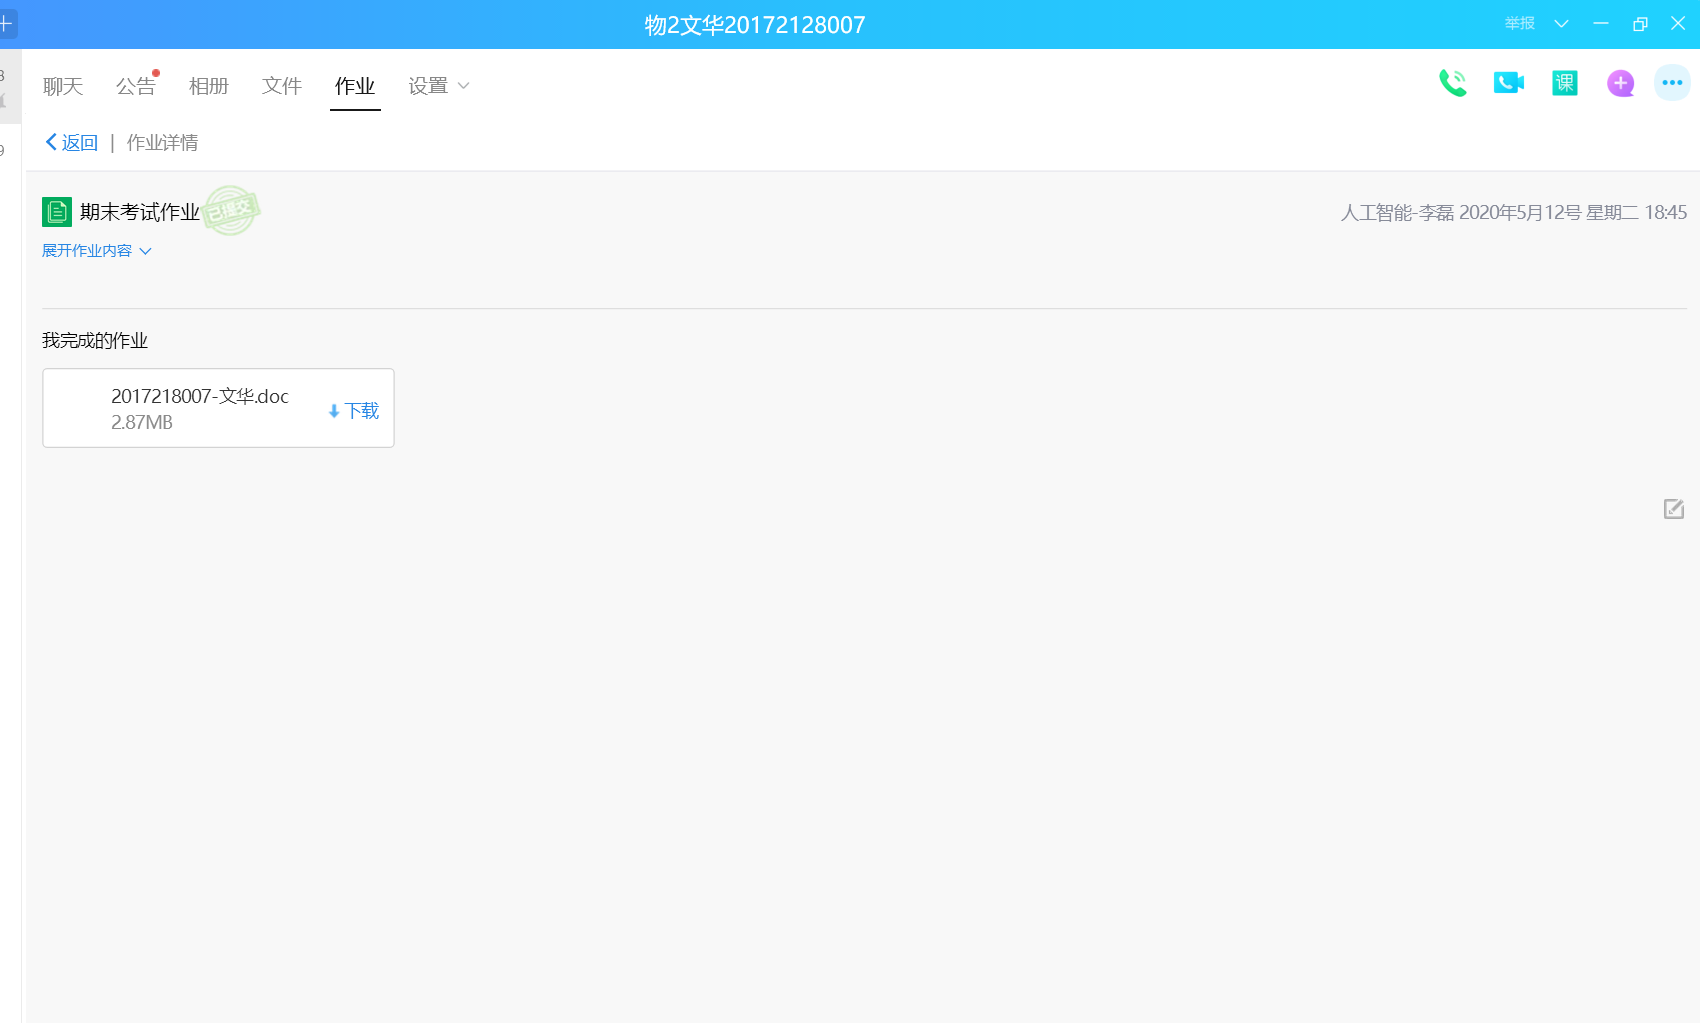 物2文华20172128007
举报
聊天 公告 相册 文件 作业 设置
课
返回 | 作业详情
期末考试作业 已提交
人工智能-李磊 2020年5月12号 星期二 18:45
展开作业内容
我完成的作业
2017218007-文华.doc
2.87MB
下载